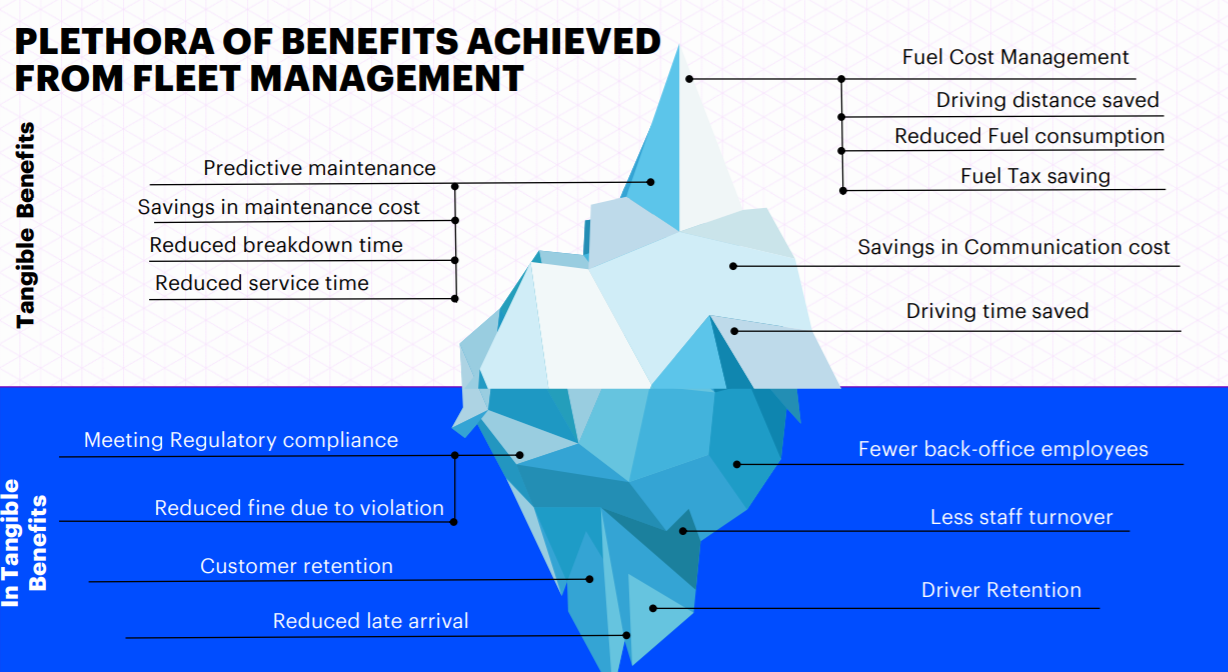 PLETHORA OF BENEFITS ACHIEVED
FROM FLEET MANAGEMENT
Tangible Benefits
Predictive maintenance
Savings in maintenance cost
Reduced breakdown time
Reduced service time
Fuel Cost Management
Driving distance saved
Reduced Fuel consumption
Fuel Tax saving
Savings in Communication cost
Driving time saved
In Tangible
Benefits
Meeting Regulatory compliance
Reduced fine due to violation
Customer retention
Reduced late arrival
Fewer back-office employees
Less staff turnover
Driver Retention